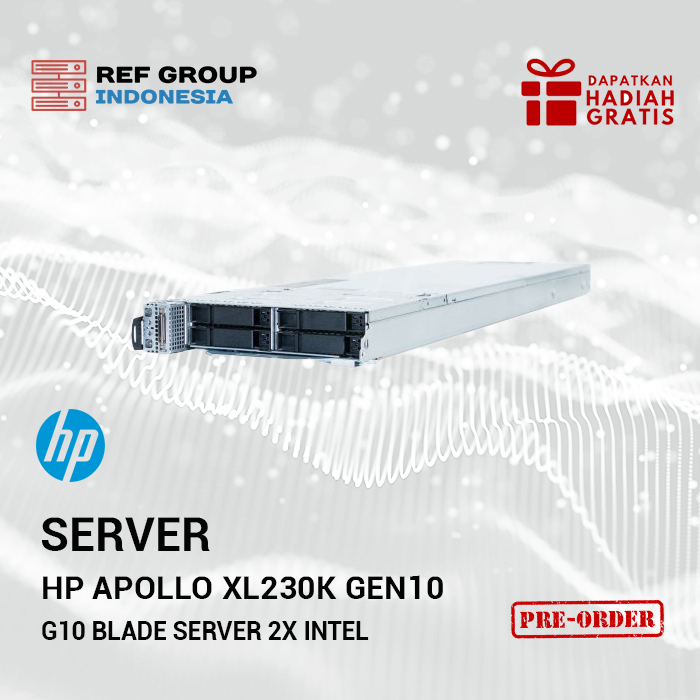 REF GROUP
INDONESIA
DAPATKAN
HADIAH
GRATIS
hp
SERVER
HP APOLLO XL230K GEN10
G10 BLADE SERVER 2X INTEL
PRE-ORDER